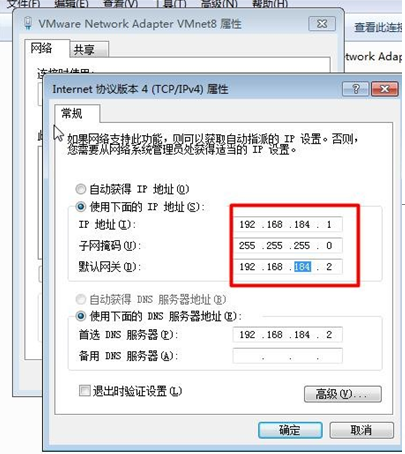 文件(F) 编辑(E) 查看(V) 工具(T) 高级(N) 帮助(H)
VMware Network Adapter VMnet8 属性
查看此连接
网络 共享
连接时使用:
twork Adap
Internet 协议版本 4 (TCP/IPv4) 属性
常规
如果网络支持此功能，则可以获取自动指派的 IP 设置。否则，
您需要从网络系统管理员处获得适当的 IP 设置。
自动获得 IP 地址(O)
使用下面的 IP 地址(S):
IP 地址(I): 192 .168 .184 . 1
子网掩码(U): 255 .255 .255 . 0
默认网关(D): 192 .168 .184 . 2
自动获得 DNS 服务器地址(B)
使用下面的 DNS 服务器地址(E):
首选 DNS 服务器(P): 192 .168 .184 . 2
备用 DNS 服务器(A): . . .
退出时验证设置(L)
高级(V)...
确定 取消